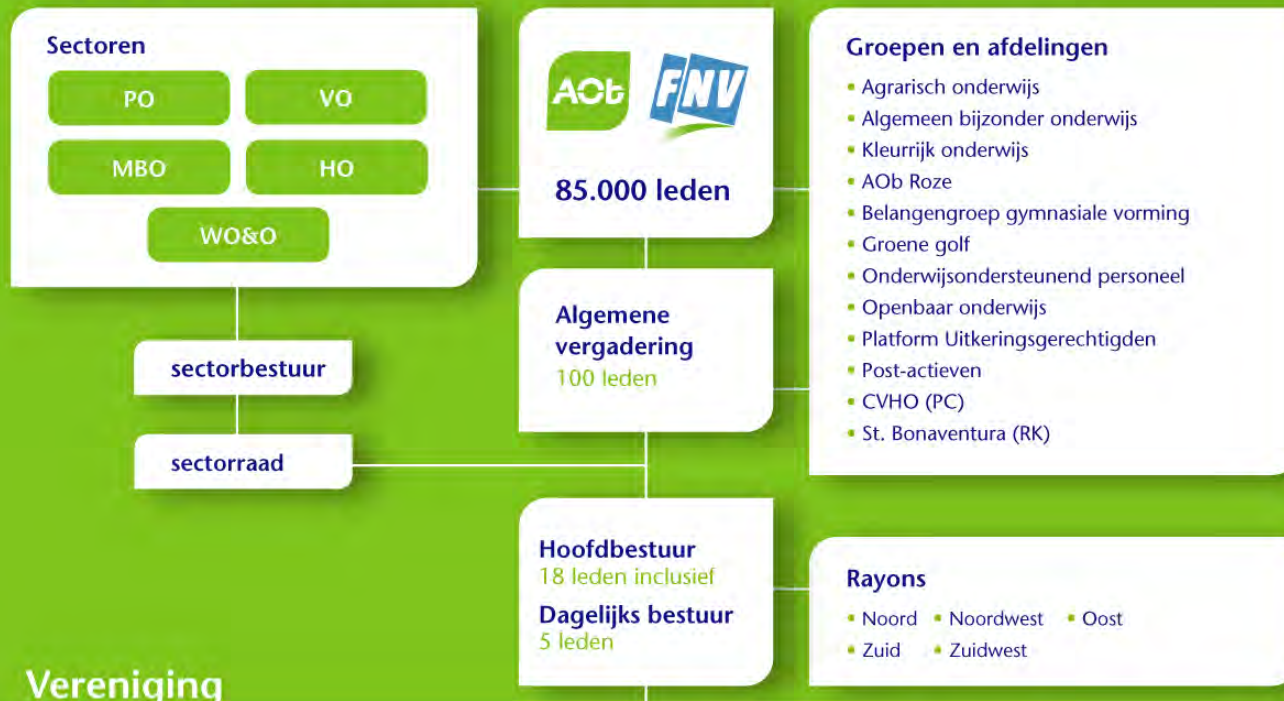 Sectoren
PO
VO
MBO
HO
WO&O
sectorbestuur
sectorraad
AOb
FNV
85.000 leden
Algemene
vergadering
100 leden
Hoofdbestuur
18 leden inclusief
Dagelijks bestuur
5 leden
Groepen en afdelingen
• Agrarisch onderwijs
• Algemeen bijzonder onderwijs
• Kleurrijk onderwijs
• AOb Roze
• Belangengroep gymnasiale vorming
• Groene golf
• Onderwijsondersteunend personeel
• Openbaar onderwijs
• Platform Uitkeringsgerechtigden
• Post-actieven
• CVHO (PC)
• St. Bonaventura (RK)
Rayons
• Noord • Noordwest • Oost
• Zuid • Zuidwest
Vereniging